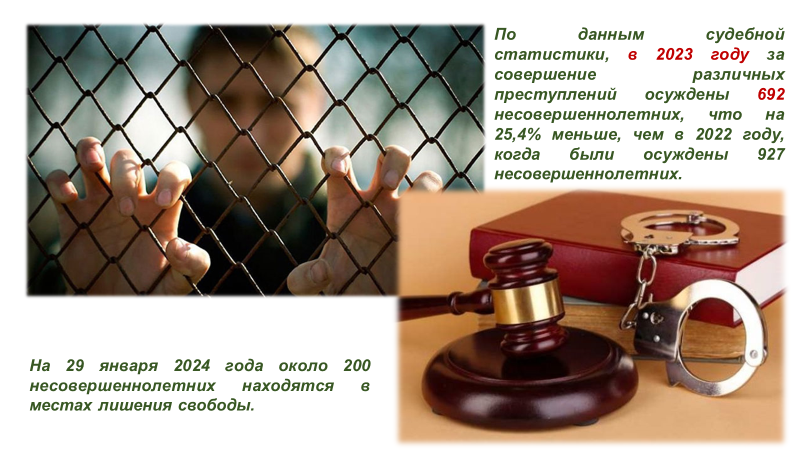 По данным судебной
статистики, в 2023 году за
совершение различных
преступлений осуждены 692
несовершеннолетних, что на
25,4% меньше, чем в 2022 году,
когда были осуждены 927
несовершеннолетних.
На 29 января 2024 года около 200
несовершеннолетних находятся в
местах лишения свободы.